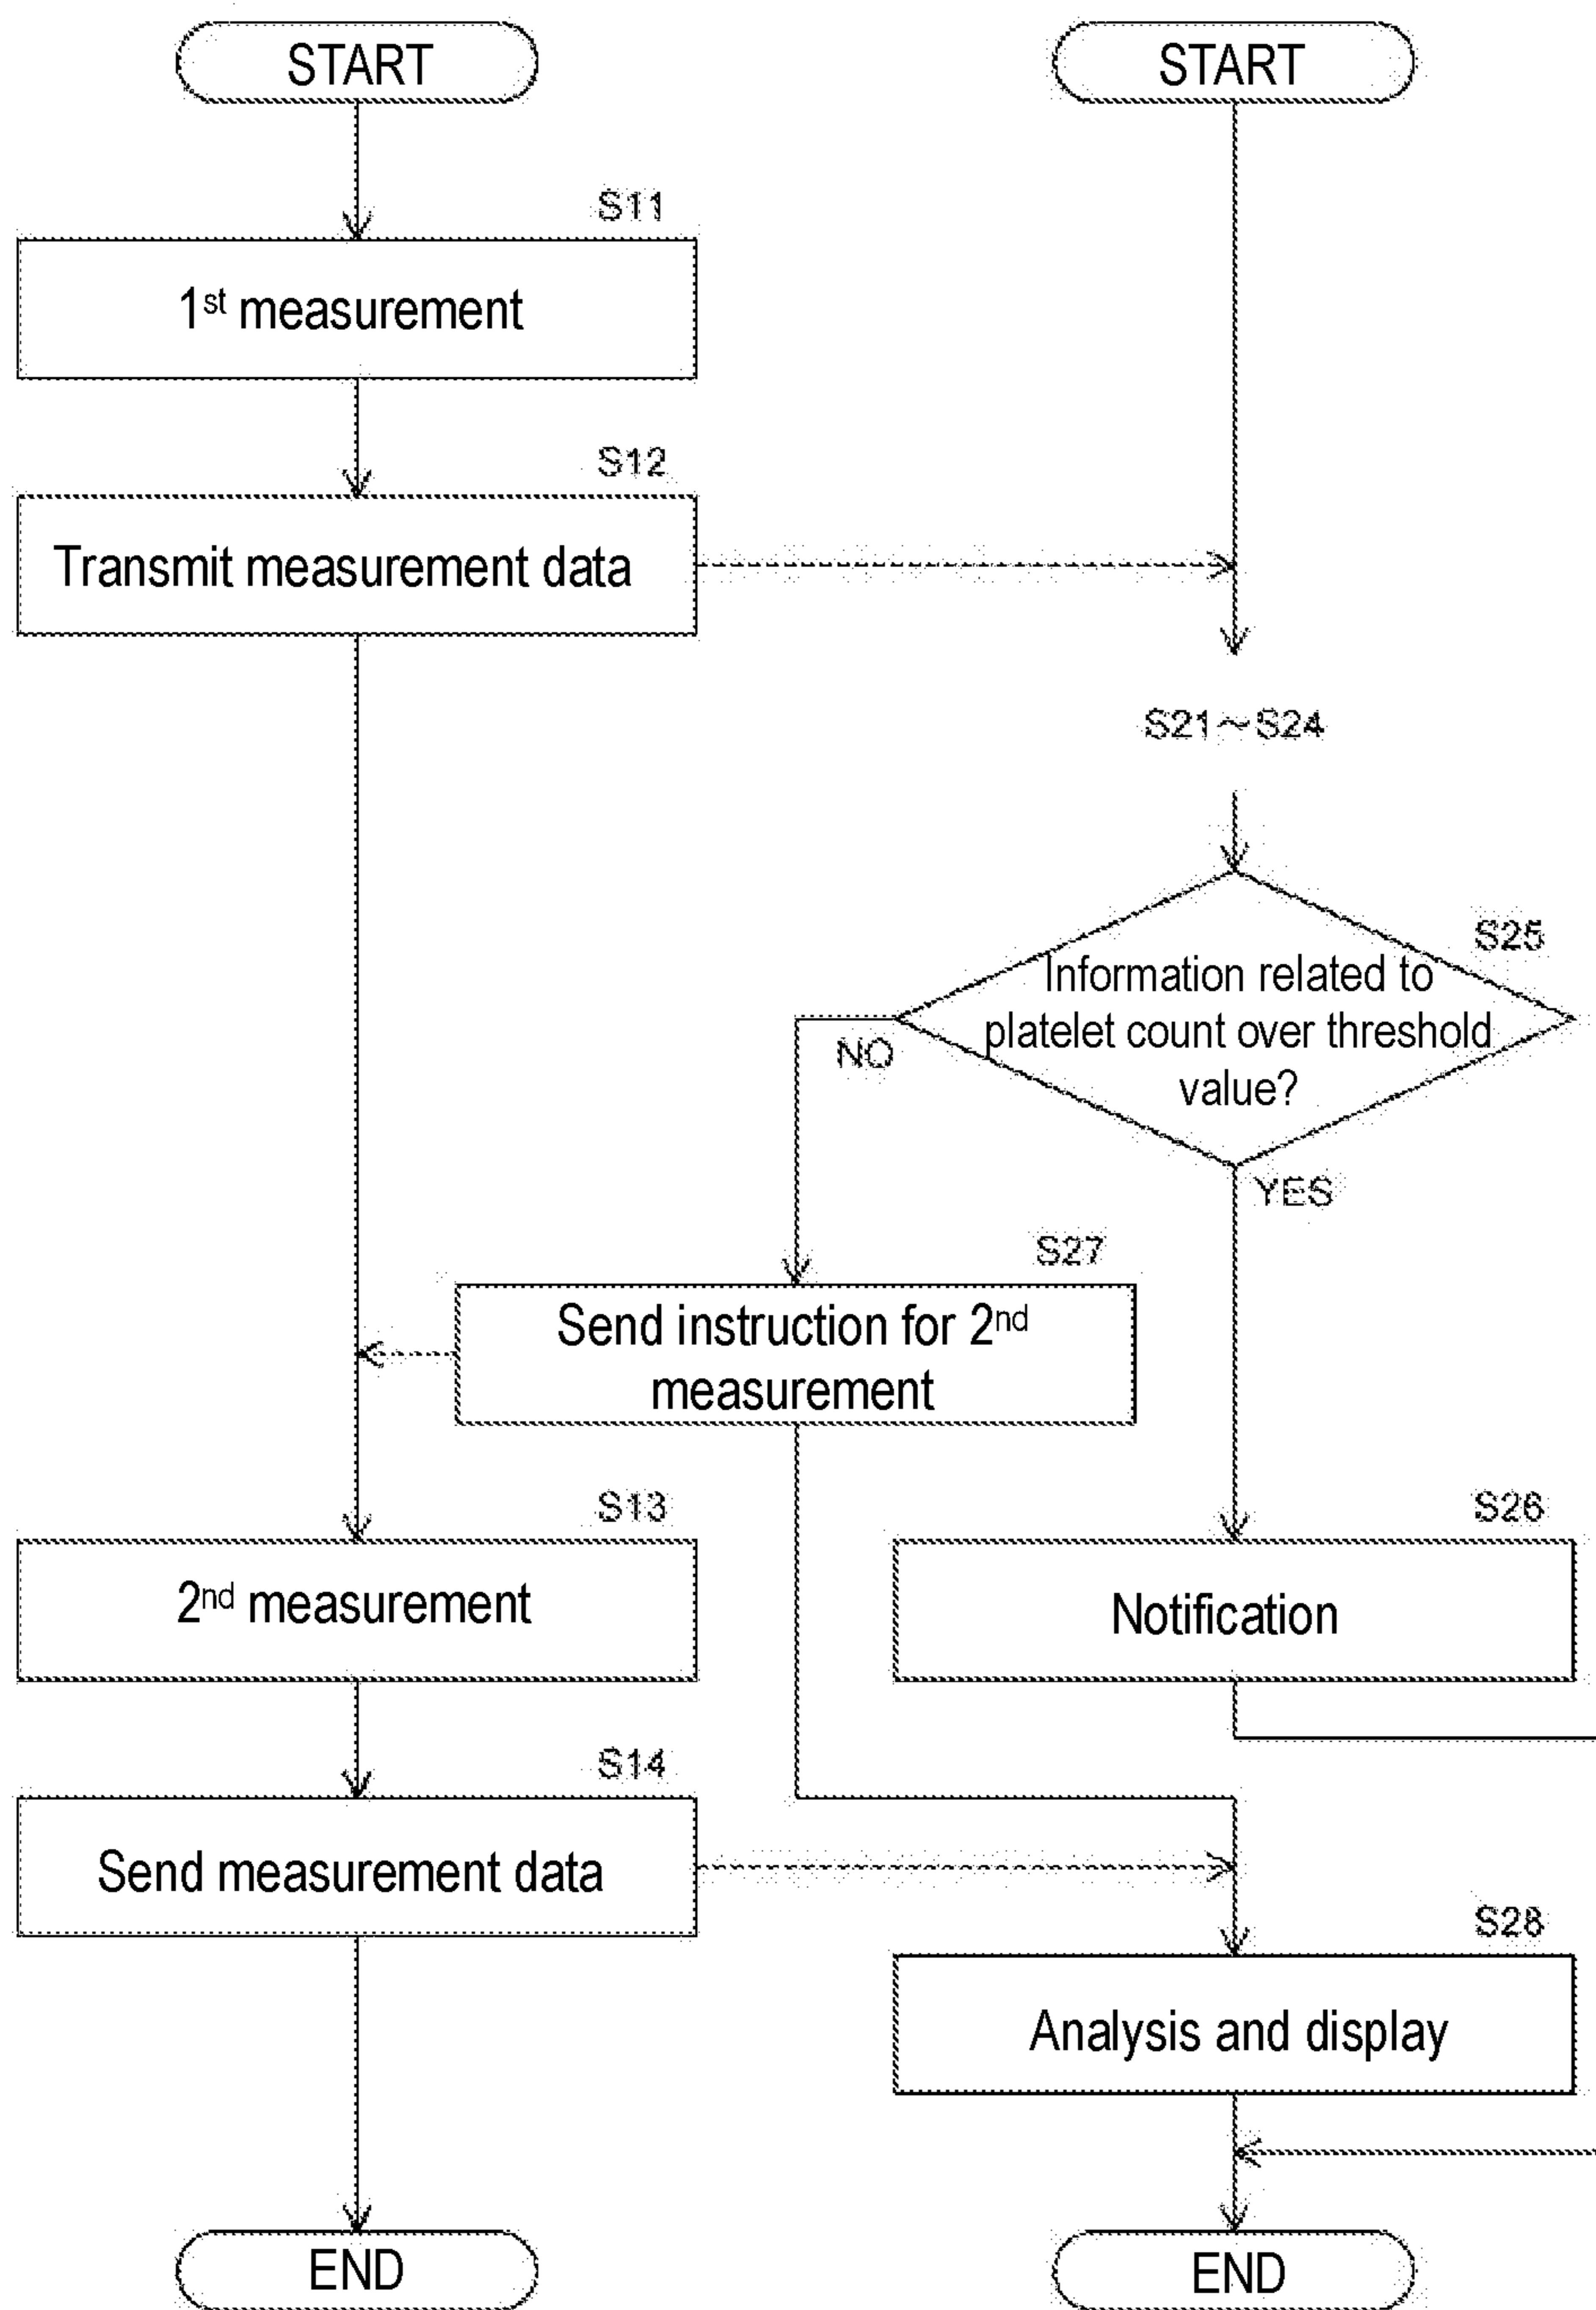 START
START
S11
1st measurement
S12
Transmit measurement data
S21～S24
S25
Information related to
platelet count over threshold
value?
NO
YES
S27
Send instruction for 2nd
measurement
S13
2nd measurement
S26
Notification
S14
Send measurement data
S28
Analysis and display
END
END